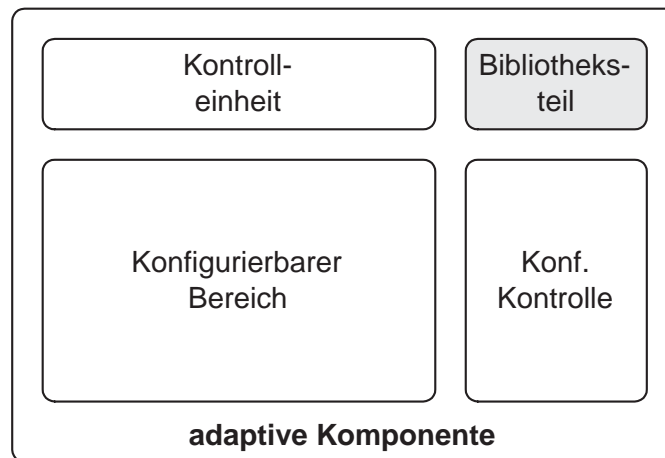 Kontroll-
einheit
Bibliotheks-
teil
Konfigurierbarer
Bereich
Konf.
Kontrolle
adaptive Komponente